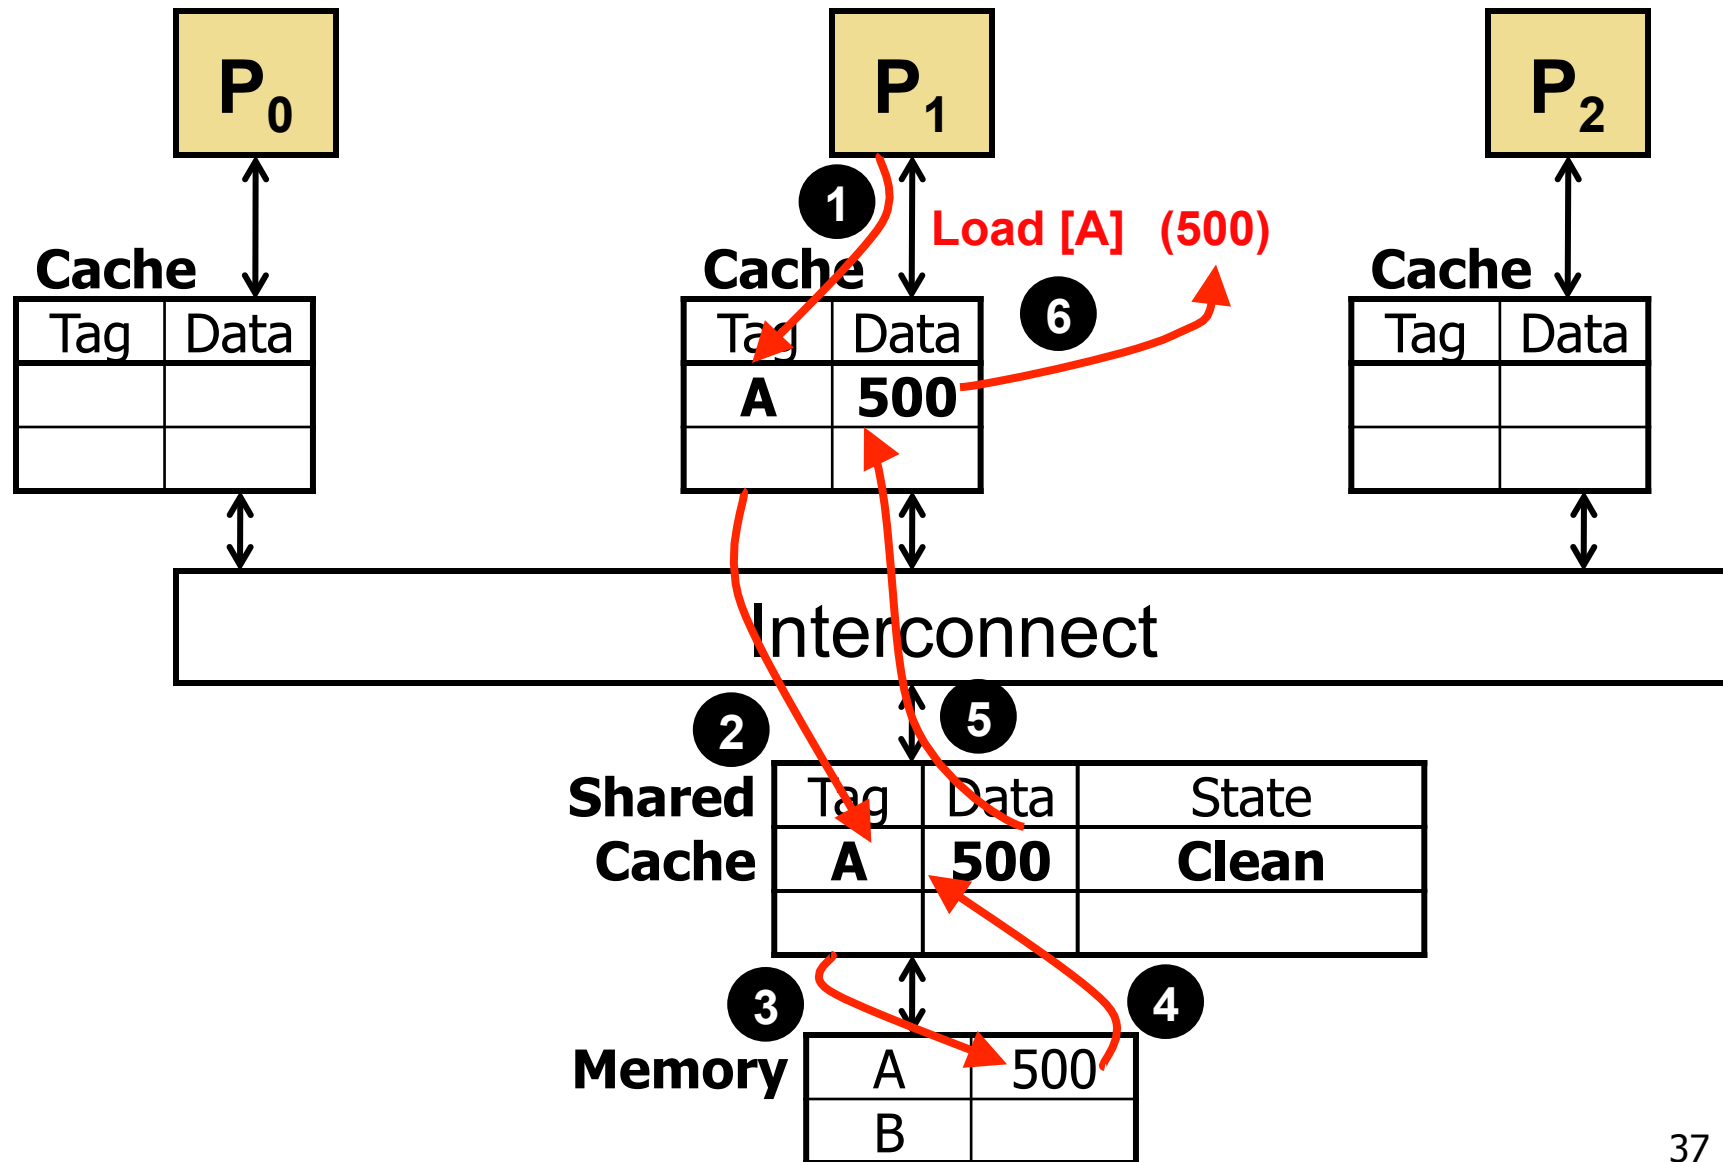 P0 P1 P2
1
Load [A] (500)
Cache Cache Cache
6
Tag Data Tag Data Tag Data
A 500
Interconnect
2 5
Shared Tag Data State
Cache A 500 Clean
3 4
Memory A 500
B
37